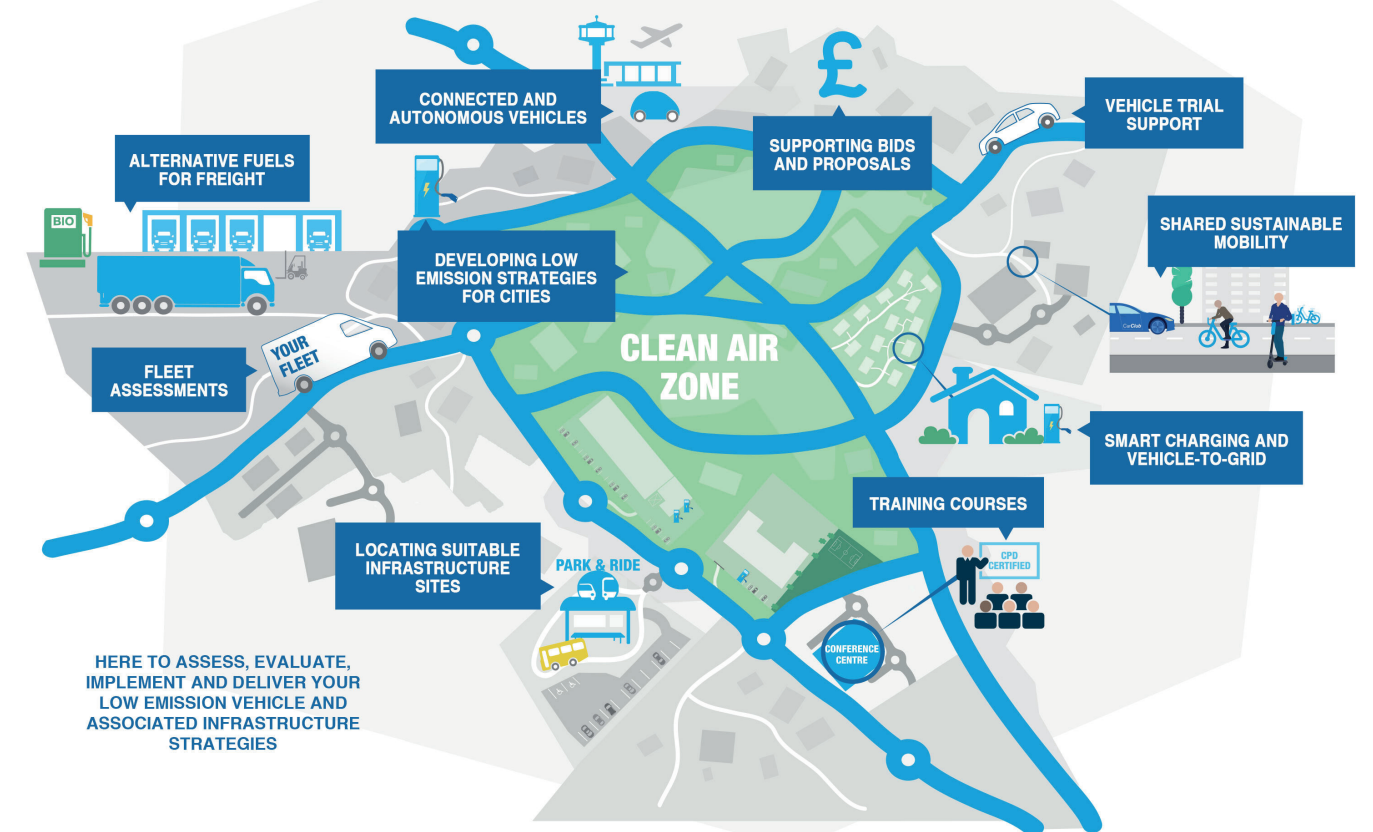 CONNECTED AND
AUTONOMOUS VEHICLES
SUPPORTING BIDS
AND PROPOSALS
VEHICLE TRIAL
SUPPORT
ALTERNATIVE FUELS
FOR FREIGHT
BIO
SHARED SUSTAINABLE
MOBILITY
CarClub
DEVELOPING LOW
EMISSION STRATEGIES
FOR CITIES
YOUR
FLEET
FLEET
ASSESSMENTS
CLEAN AIR
ZONE
SMART CHARGING AND
VEHICLE-TO-GRID
TRAINING COURSES
CPD
CERTIFIED
LOCATING SUITABLE
INFRASTRUCTURE
SITES
PARK & RIDE
CONFERENCE
CENTRE
HERE TO ASSESS, EVALUATE,
IMPLEMENT AND DELIVER YOUR
LOW EMISSION VEHICLE AND
ASSOCIATED INFRASTRUCTURE
STRATEGIES